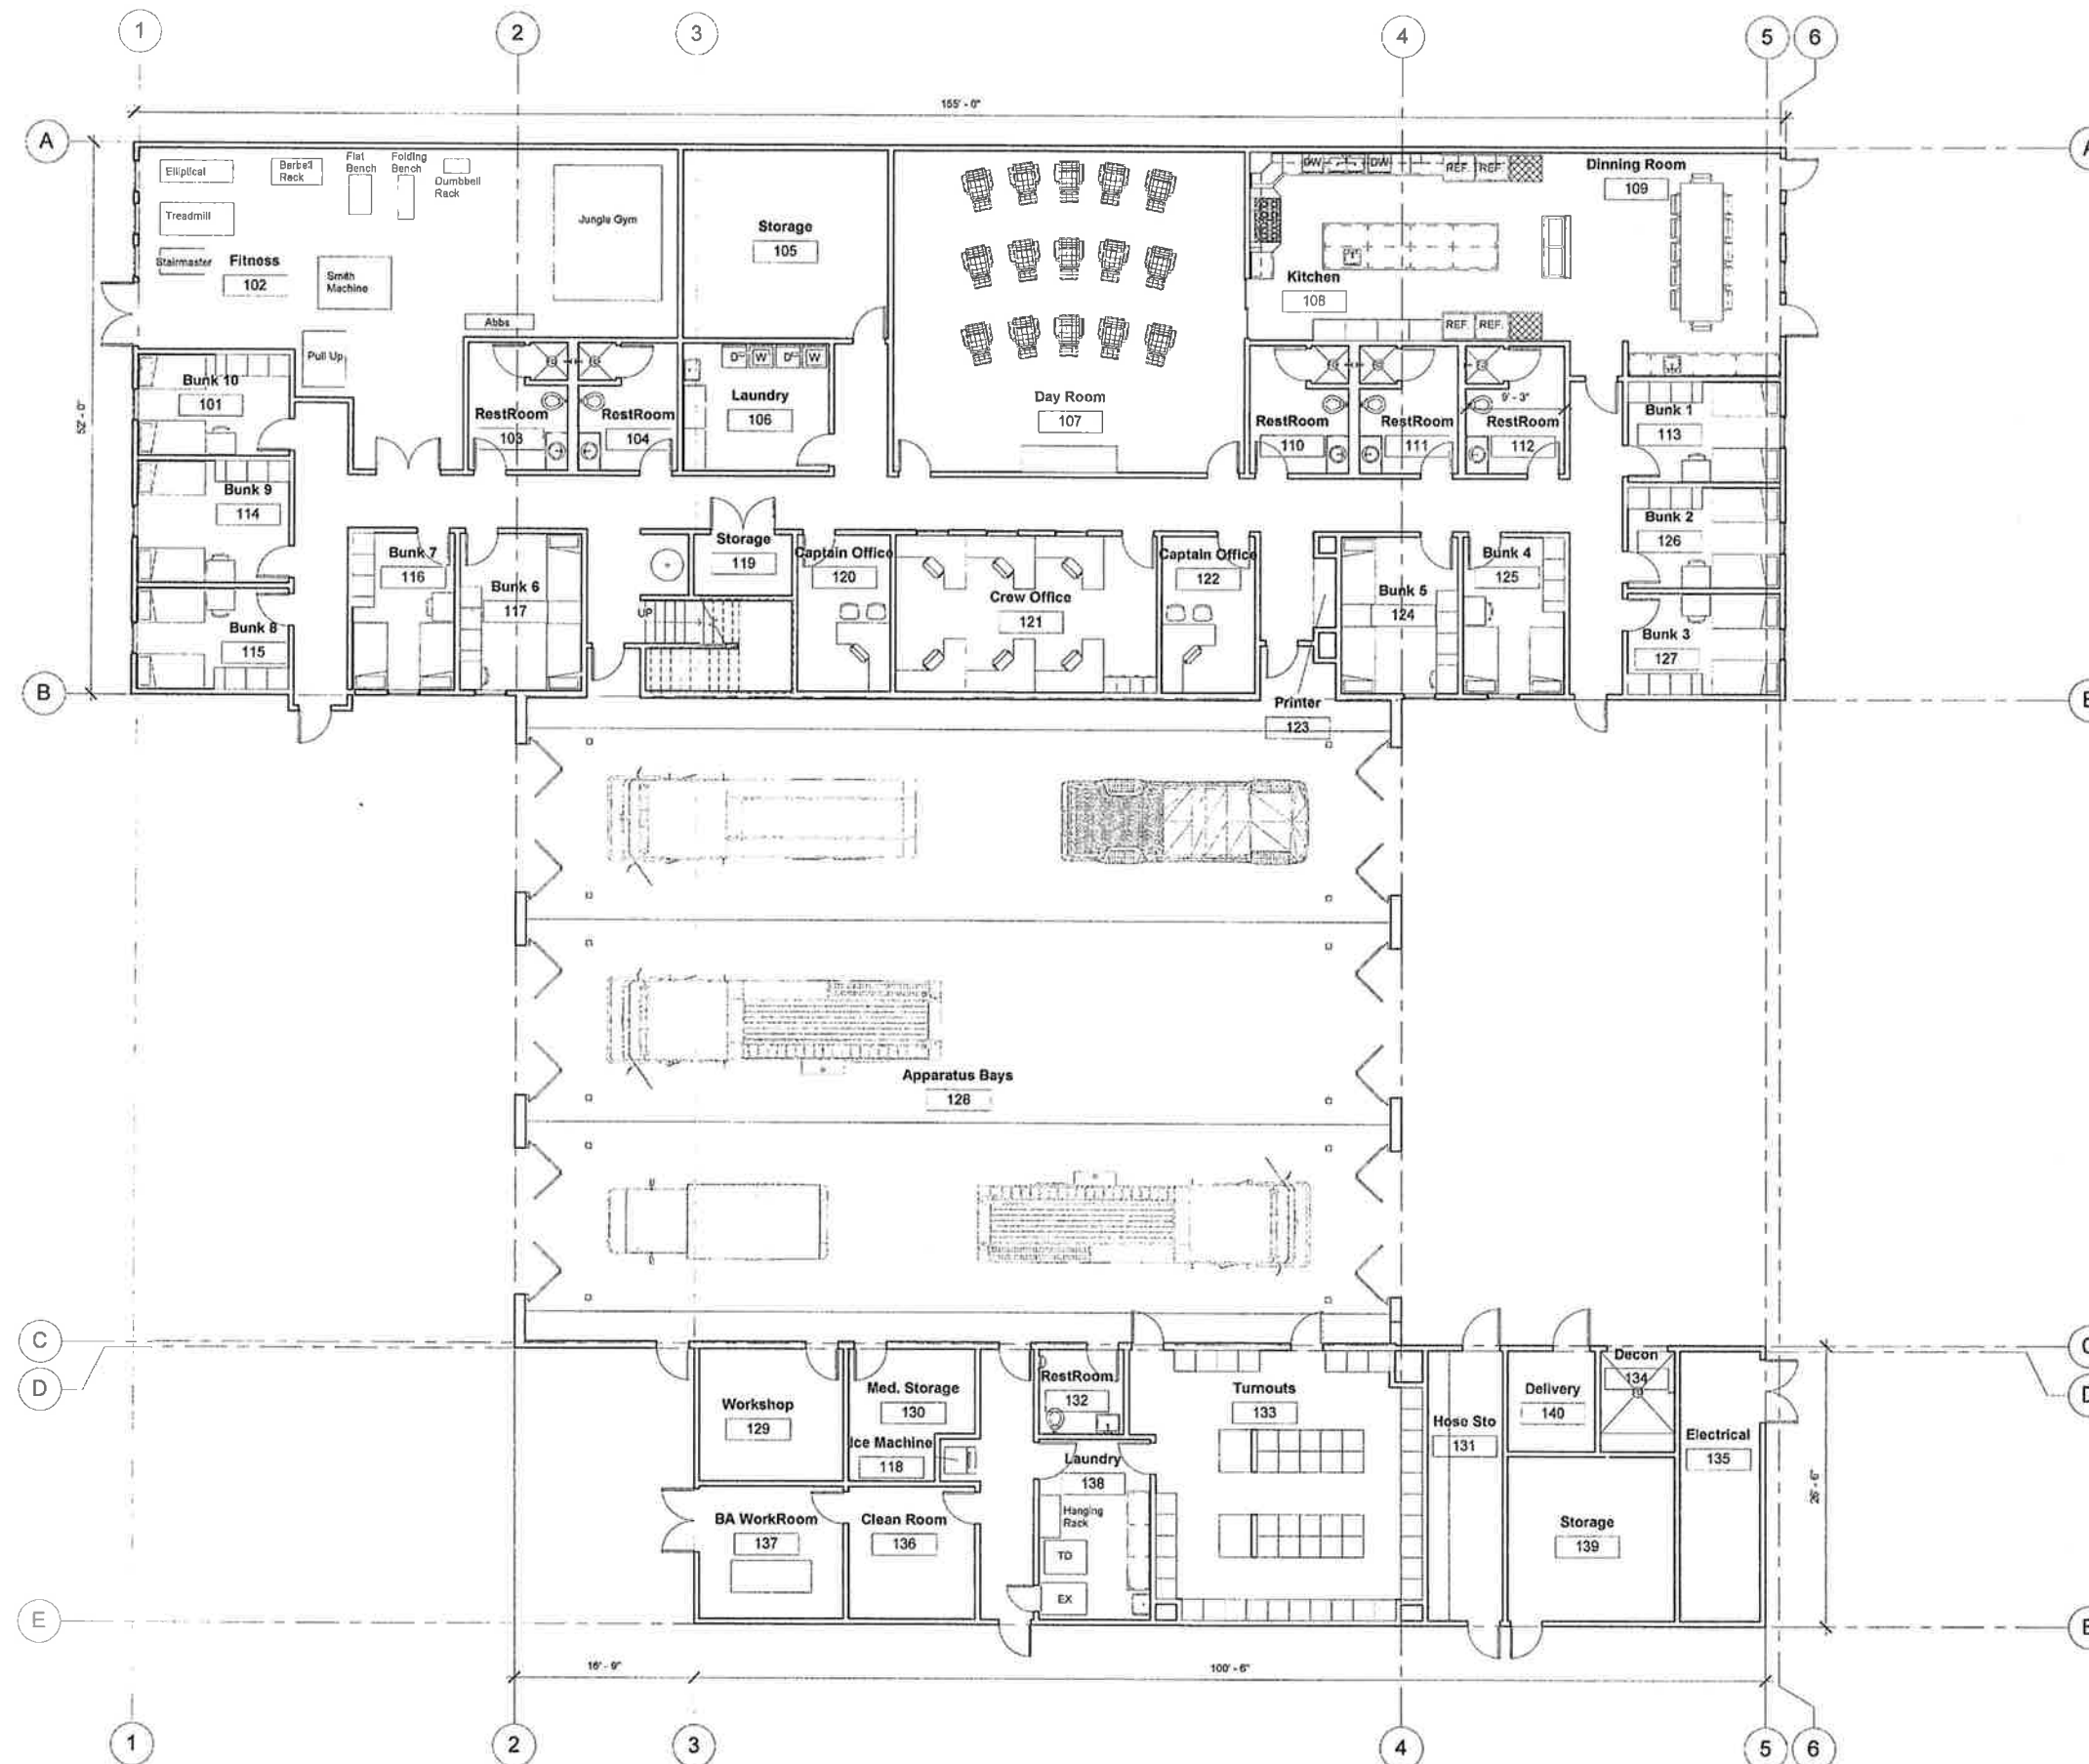 1
2
3
4
5
6
155' - 0"
A
A
Elliptical
Barbell
Rack
Flat
Bench
Folding
Bench
Dumbbell
Rack
Treadmill
Stairmaster
Fitness
102
Smith
Machine
Jungle Gym
Abbs
Pull Up
Storage
105
DW
DW
REF.
REF.
Dinning Room
109
Kitchen
108
REF.
REF.
52' - 0"
Bunk 10
101
RestRoom
103
RestRoom
104
D
W
D
W
Laundry
106
Day Room
107
RestRoom
110
RestRoom
111
9' - 3"
RestRoom
112
Bunk 1
113
Bunk 9
114
Bunk 2
126
Bunk 7
116
Bunk 6
117
Storage
119
Captain Office
120
Crew Office
121
Captain Office
122
Bunk 5
124
Bunk 4
125
UP
Bunk 8
115
Bunk 3
127
B
Printer
123
Apparatus Bays
128
C
D
Workshop
129
Med. Storage
130
Ice Machine
118
RestRoom
132
Turnouts
133
Hose Sto
131
Delivery
140
Decon
134
Electrical
135
Laundry
138
Hanging
Rack
TD
EX
BA WorkRoom
137
Clean Room
136
Storage
139
26' - 6"
E
16' - 9"
100' - 6"
1
2
3
4
5
6